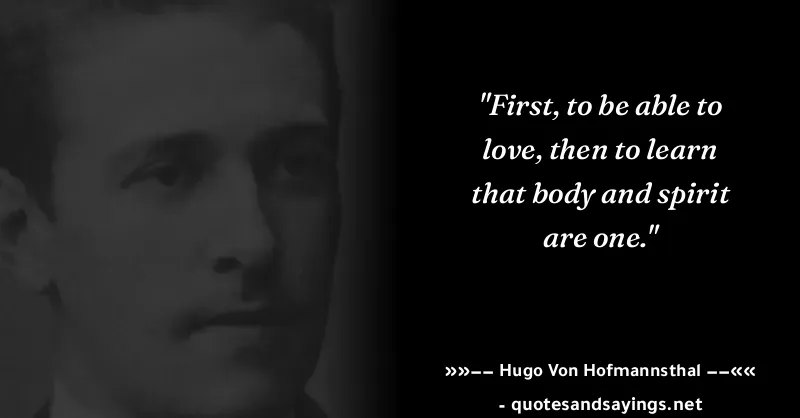 "First, to be able to
love, then to learn
that body and spirit
are one."
»»–– Hugo Von Hofmannsthal ––««
- quotesandsayings.net